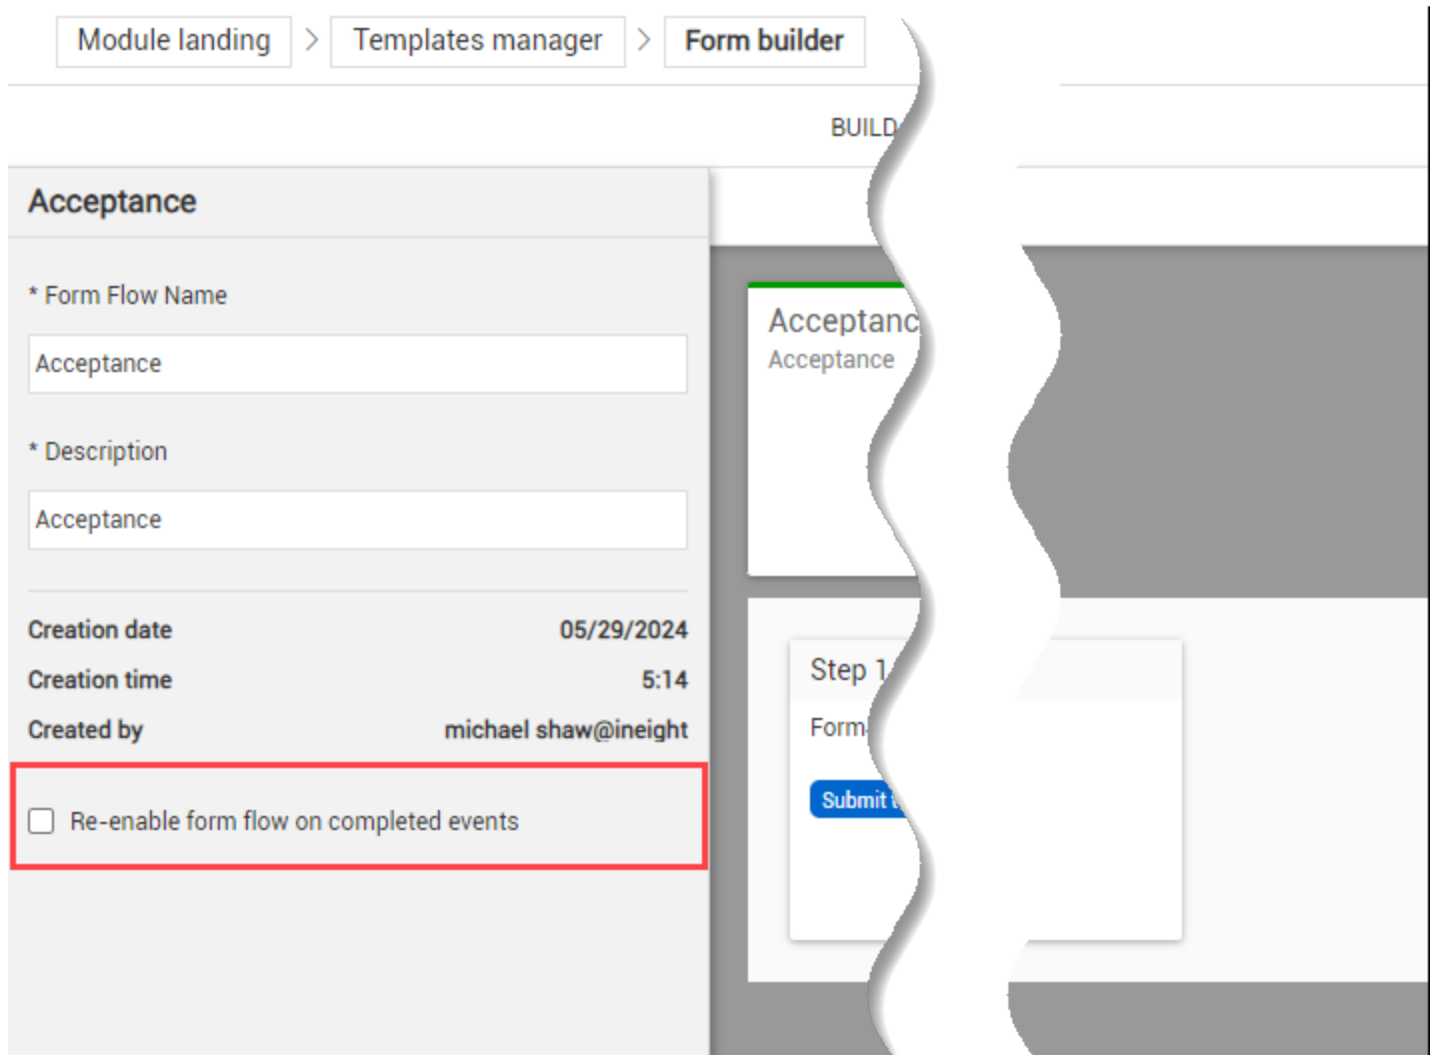 Module landing > Templates manager > Form builder
BUILD
Acceptance
* Form Flow Name
Acceptance
* Description
Acceptance
Creation date 05/29/2024
Creation time 5:14
Created by michael shaw@ineight
Re-enable form flow on completed events
Acceptanc
Acceptance
Step 1
Form
Submit